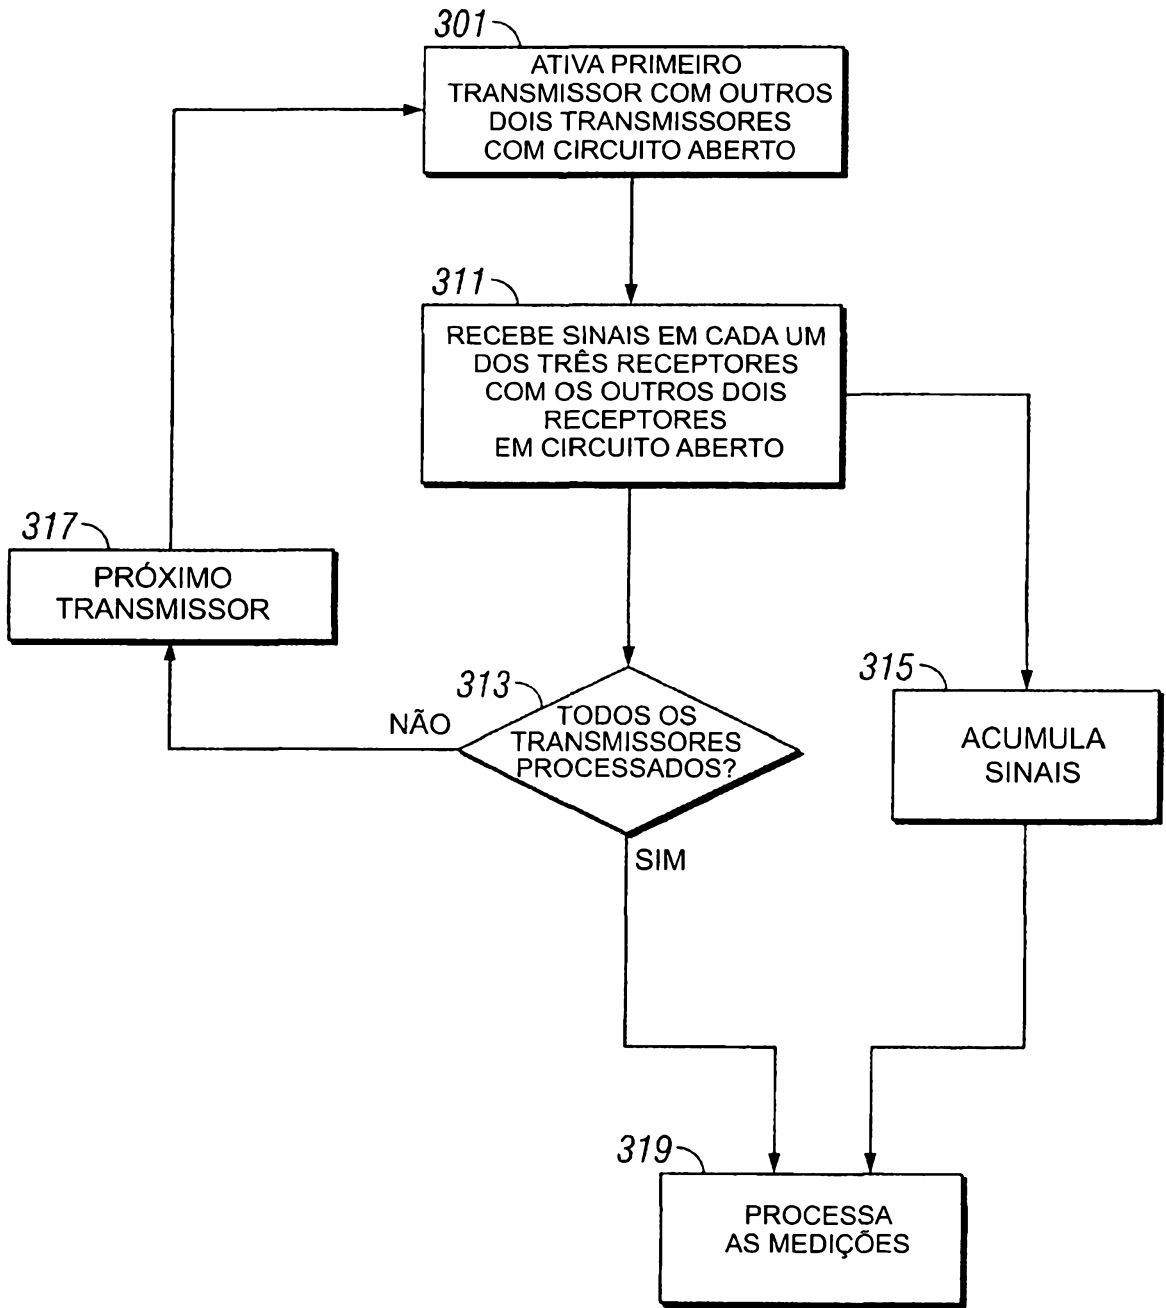 301
ATIVA PRIMEIRO
TRANSMISSOR COM OUTROS
DOIS TRANSMISSORES
COM CIRCUITO ABERTO
311
RECEBE SINAIS EM CADA UM
DOS TRÊS RECEPTORES
COM OS OUTROS DOIS
RECEPTORES
EM CIRCUITO ABERTO
317
PRÓXIMO
TRANSMISSOR
313
NÃO
TODOS OS
TRANSMISSORES
PROCESSADOS?
SIM
315
ACUMULA
SINAIS
319
PROCESSA
AS MEDIÇÕES